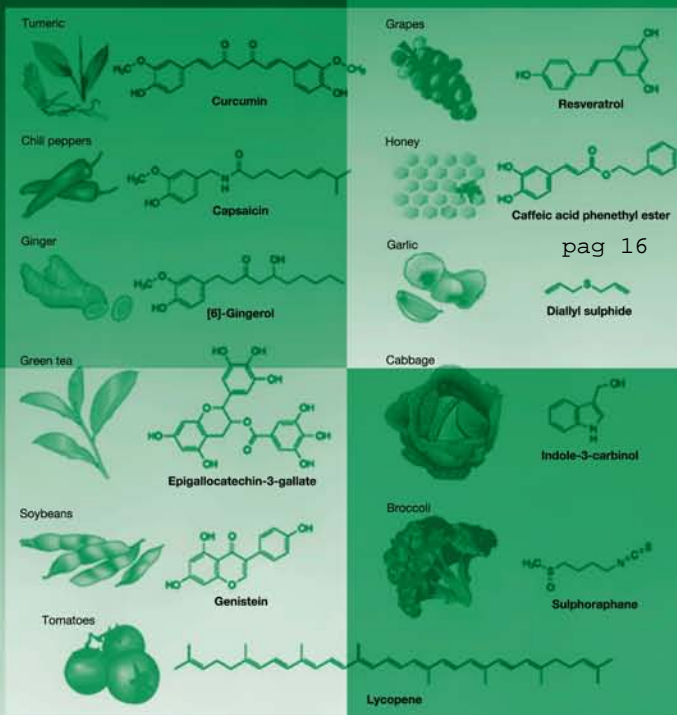 Tumeric
Curcumin
Chili peppers
Capsaicin
Ginger
[6]-Gingerol
Green tea
Epigallocatechin-3-gallate
Soybeans
Genistein
Tomatoes
Lycopene
Grapes
Resveratrol
Honey
Caffeic acid phenethyl ester
pag 16
Garlic
Diallyl sulphide
Cabbage
Indole-3-carbinol
Broccoli
Sulphoraphane